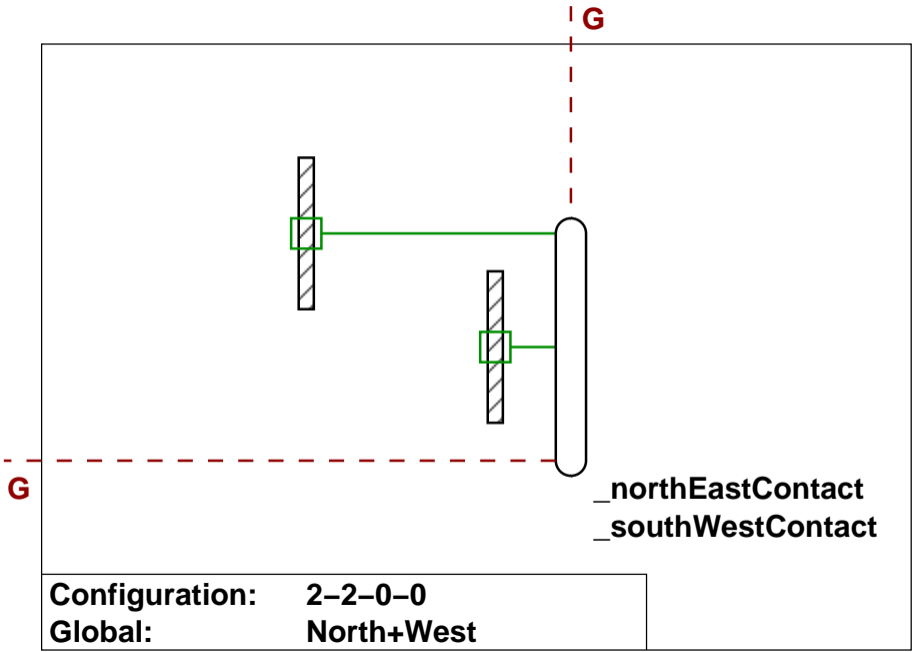 G
G
_northEastContact
_southWestContact
Configuration: 2–2–0–0
Global: North+West